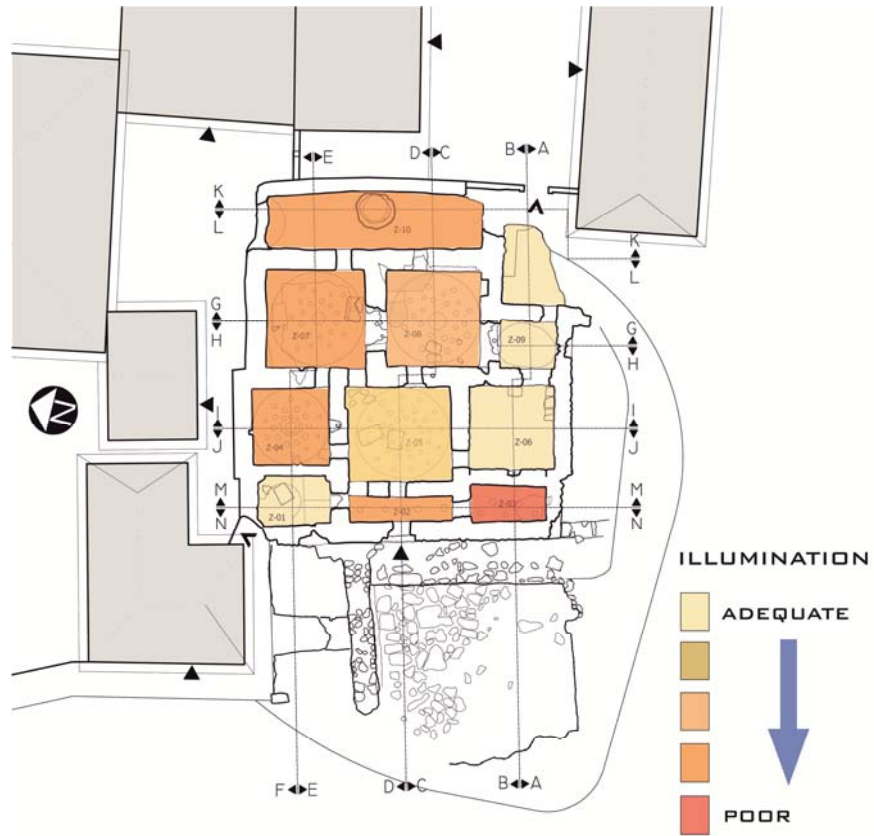 E
D C
B A
K
L
Z-10
K
L
G
H
Z-07
Z-08
Z-09
G
H
N
I
J
Z-04
Z-05
Z-06
I
J
M
N
Z-01
Z-02
Z-03
M
N
ILLUMINATION
ADEQUATE
POOR
F E
D C
B A